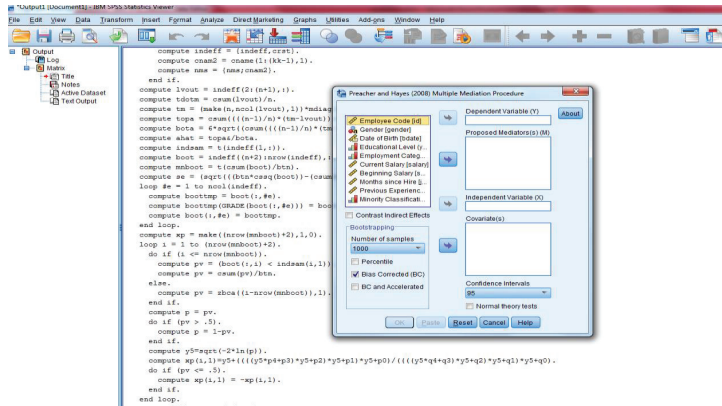 *Output1 [Document1] - IBM SPSS Statistics Viewer
File Edit View Data Transform Insert Format Analyze Direct Marketing Graphs Utilities Add-ons Window Help
Output
Log
Matrix
Title
Notes
Active Dataset
Text Output
compute indeff = {indeff,crst}.
compute cnam2 = cname(1:(kk-1),1).
compute nms = {nms;cnam2}.
end if.
compute lvout = indeff(2:(n+1),:).
compute tdotm = csum(lvout)/n.
compute tm = (make(n,ncol(lvout),1))*mdiag
compute topa = csum((((n-1)/n)*(tm-lvout))
compute bota = 6*sqrt((csum((((n-1)/n)*(tm
compute ahat = topa&/bota.
compute indsam = t(indeff(1,:)).
compute boot = indeff((n+2):nrow(indeff),:
compute mnboot = t(csum(boot)/btn).
compute se = (sqrt(((btn*cssq(boot))-(csum
loop #e = 1 to ncol(indeff).
compute boottmp = boot(:,#e).
compute boottmp(GRADE(boot(:,#e))) = boo
compute boot(:,#e) = boottmp.
end loop.
compute xp = make((nrow(mnboot)+2),1,0).
loop i = 1 to (nrow(mnboot)+2).
do if (i <= nrow(mnboot)).
compute pv = (boot(:,i) < indsam(i,1))
compute pv = csum(pv)/btn.
else.
compute pv = zbca((i-nrow(mnboot)),1).
end if.
compute p = pv.
do if (pv > .5).
compute p = 1-pv.
end if.
compute y5=sqrt(-2*ln(p)).
compute xp(i,1)=y5+((((y5*p4+p3)*y5+p2)*y5+p1)*y5+p0)/((((y5*q4+q3)*y5+q2)*y5+q1)*y5+q0).
do if (pv <= .5).
compute xp(i,1) = -xp(i,1).
end if.
end loop.
Preacher and Hayes (2008) Multiple Mediation Procedure
Employee Code [id]
Gender [gender]
Date of Birth [bdate]
Educational Level (y...
Employment Categ...
Current Salary [salary]
Beginning Salary [s...
Months since Hire [j...
Previous Experienc...
Minority Classificati...
Contrast Indirect Effects
Bootstrapping
Number of samples
1000
Percentile
Bias Corrected (BC)
BC and Accelerated
Dependent Variable (Y)
About
Proposed Mediators(s) (M)
Independent Variable (X)
Covariate(s)
Confidence Intervals
95
Normal theory tests
OK Paste Reset Cancel Help